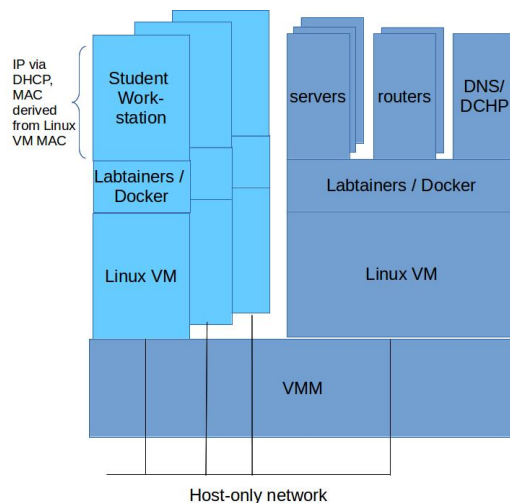 IP via
DHCP,
MAC
derived
from Linux
VM MAC
Student
Work-
station
servers
routers
DNS/
DCHP
Labtainers /
Docker
Labtainers / Docker
Linux VM
Linux VM
VMM
Host-only network